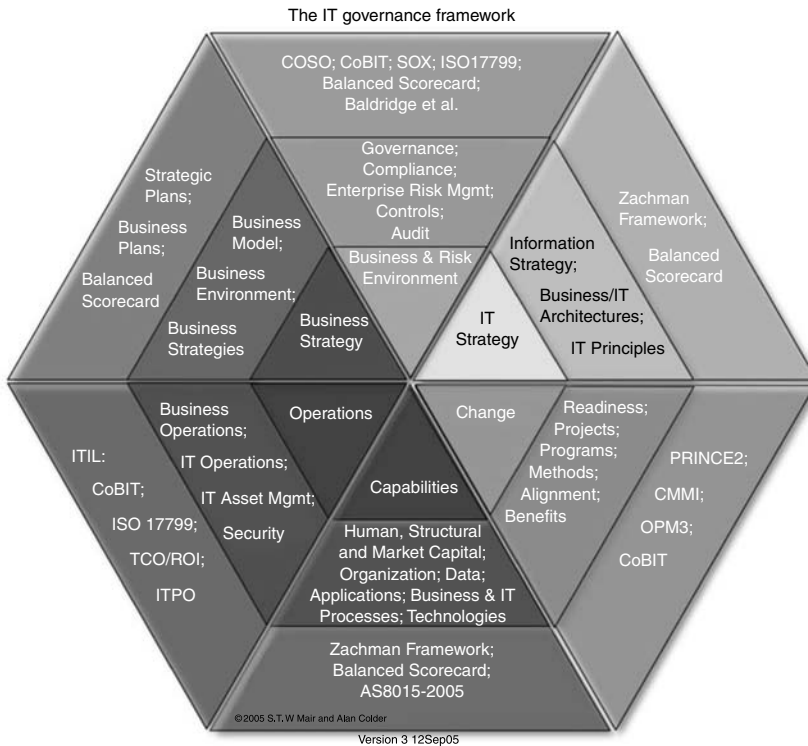 The IT governance framework
COSO; CoBIT; SOX; ISO17799;
Balanced Scorecard;
Baldridge et al.
Governance;
Compliance;
Enterprise Risk Mgmt;
Controls;
Audit
Business & Risk
Environment
Strategic
Plans;
Business
Plans;
Balanced
Scorecard
Business
Model;
Business
Environment;
Business
Strategies
Business
Strategy
IT
Strategy
Information
Strategy;
Business/IT
Architectures;
IT Principles
Zachman
Framework;
Balanced
Scorecard
ITIL:
CoBIT;
ISO 17799;
TCO/ROI;
ITPO
Business
Operations;
IT Operations;
IT Asset Mgmt;
Security
Operations
Capabilities
Change
Readiness;
Projects;
Programs;
Methods;
Alignment;
Benefits
PRINCE2;
CMMI;
OPM3;
CoBIT
Human, Structural
and Market Capital;
Organization; Data;
Applications; Business & IT
Processes; Technologies
Zachman Framework;
Balanced Scorecard;
AS8015-2005
©2005 S.T. W Mair and Alan Colder
Version 3 12Sep05